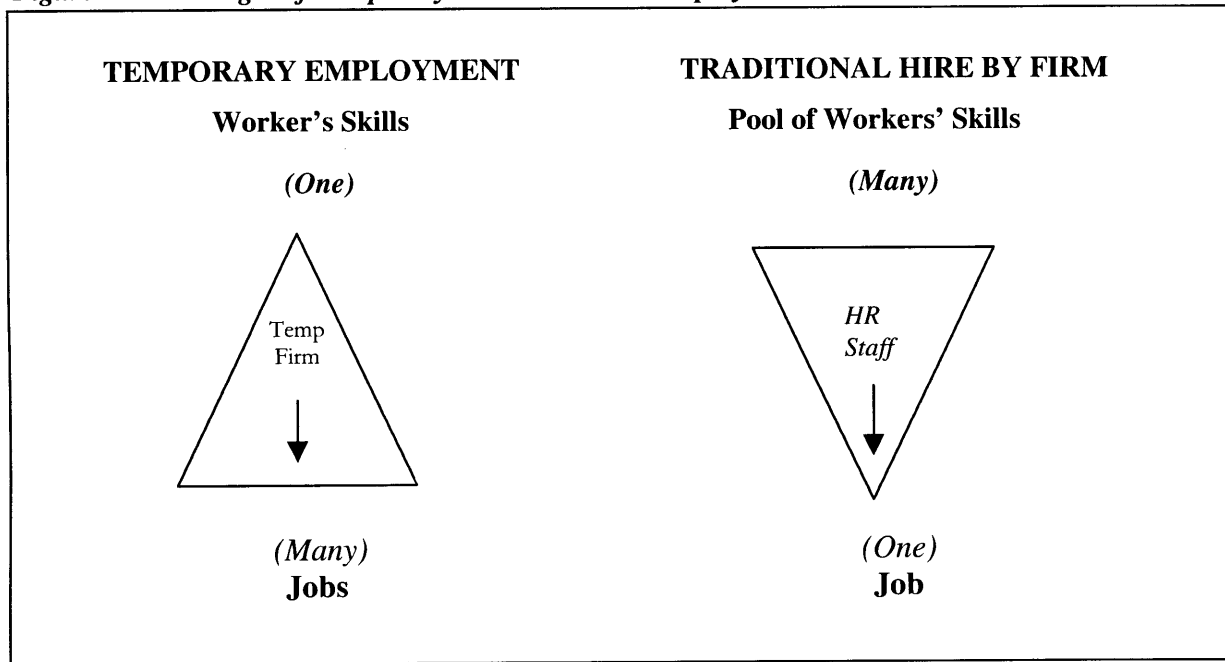 TEMPORARY EMPLOYMENT
Worker's Skills
(One)
Temp
Firm
(Many)
Jobs
TRADITIONAL HIRE BY FIRM
Pool of Workers' Skills
(Many)
HR
Staff
(One)
Job